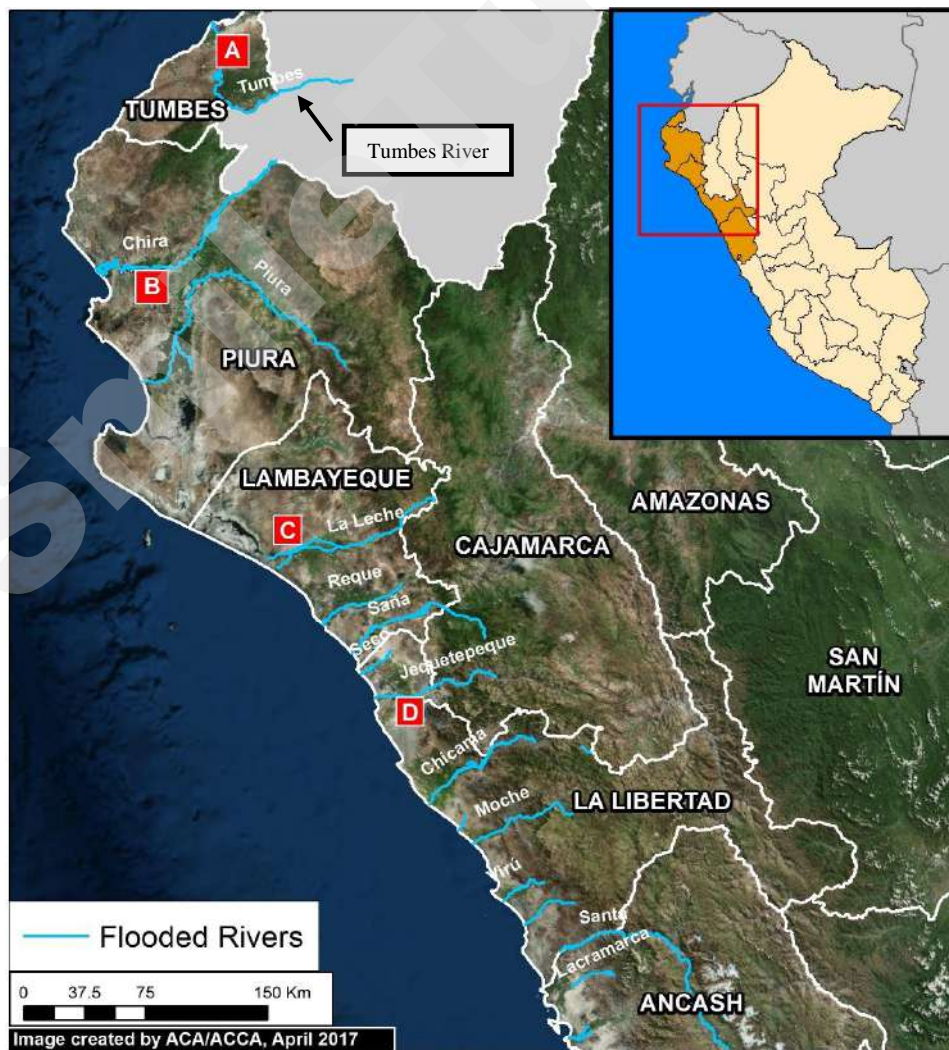 A
Tumbes
TUMBES
Tumbes River
Chira
B
Piura
PIURA
LAMBAYEQUE
C
La Leche
AMAZONAS
CAJAMARCA
Reque
Saña
Seco
Jequetepeque
SAN
MARTÍN
D
Chicama
Moche
LA LIBERTAD
Virú
Santa
Lacramarca
ANCASH
Flooded Rivers
0 37.5 75 150 Km
Image created by ACA/ACCA, April 2017